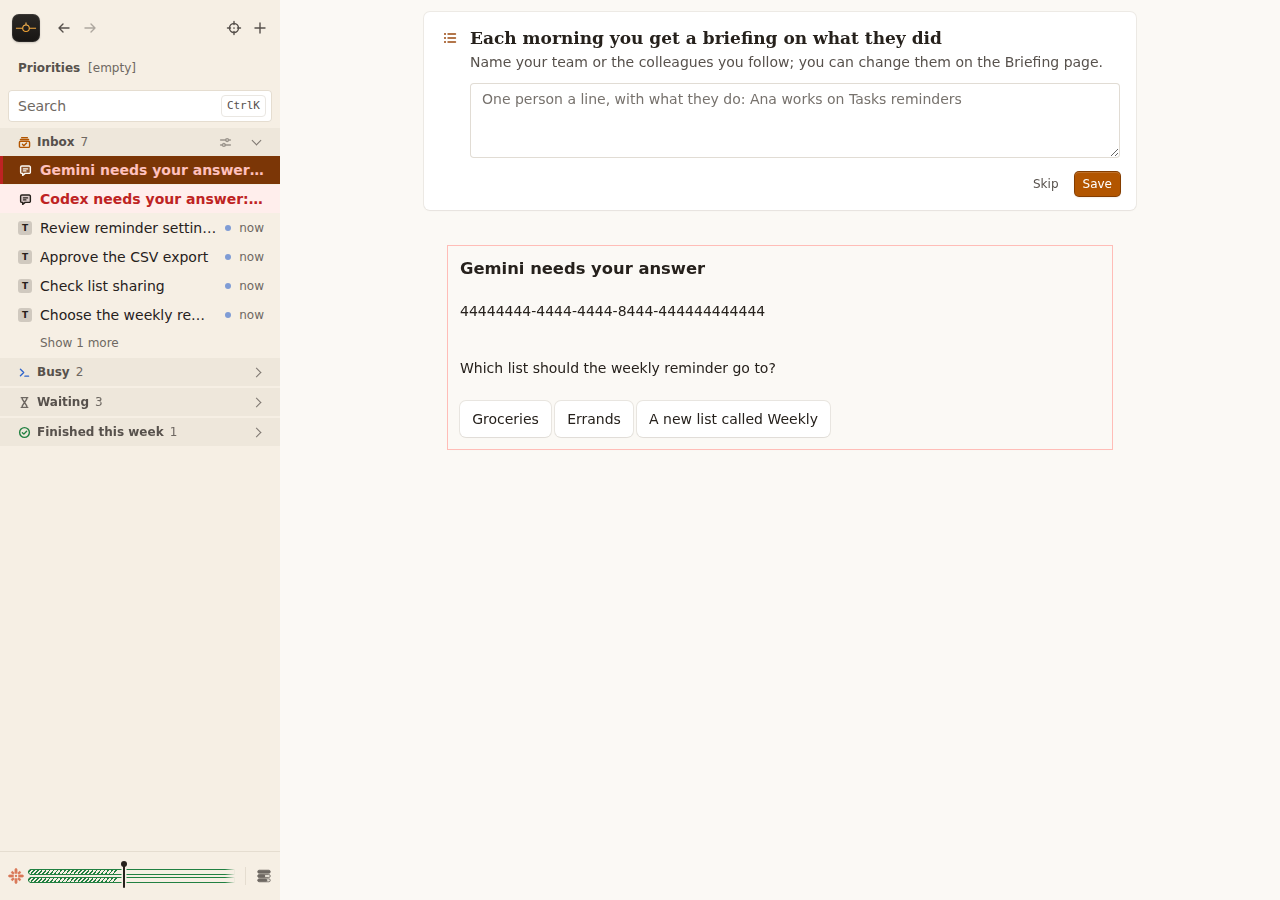 Priorities [empty]
Search CtrlK
Inbox 7
Gemini needs your answer...
Codex needs your answer:...
T Review reminder settin... now
T Approve the CSV export now
T Check list sharing now
T Choose the weekly re... now
Show 1 more
Busy 2
Waiting 3
Finished this week 1
Each morning you get a briefing on what they did
Name your team or the colleagues you follow; you can change them on the Briefing page.
One person a line, with what they do: Ana works on Tasks reminders
Skip Save
Gemini needs your answer
44444444-4444-4444-8444-444444444444
Which list should the weekly reminder go to?
Groceries Errands A new list called Weekly